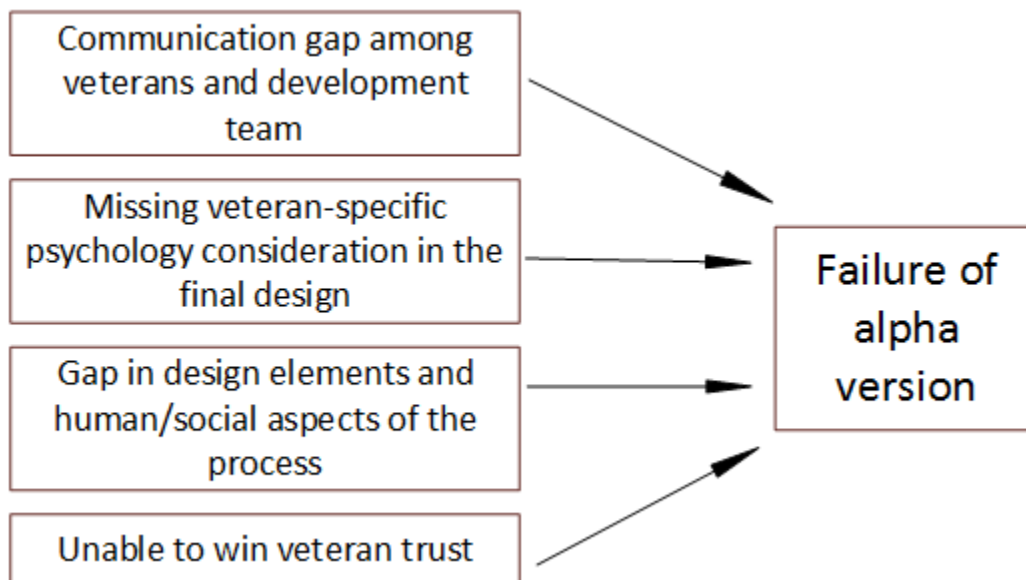 Communication gap among
veterans and development
team
Missing veteran-specific
psychology consideration in the
final design
Gap in design elements and
human/social aspects of the
process
Unable to win veteran trust
Failure of
alpha
version